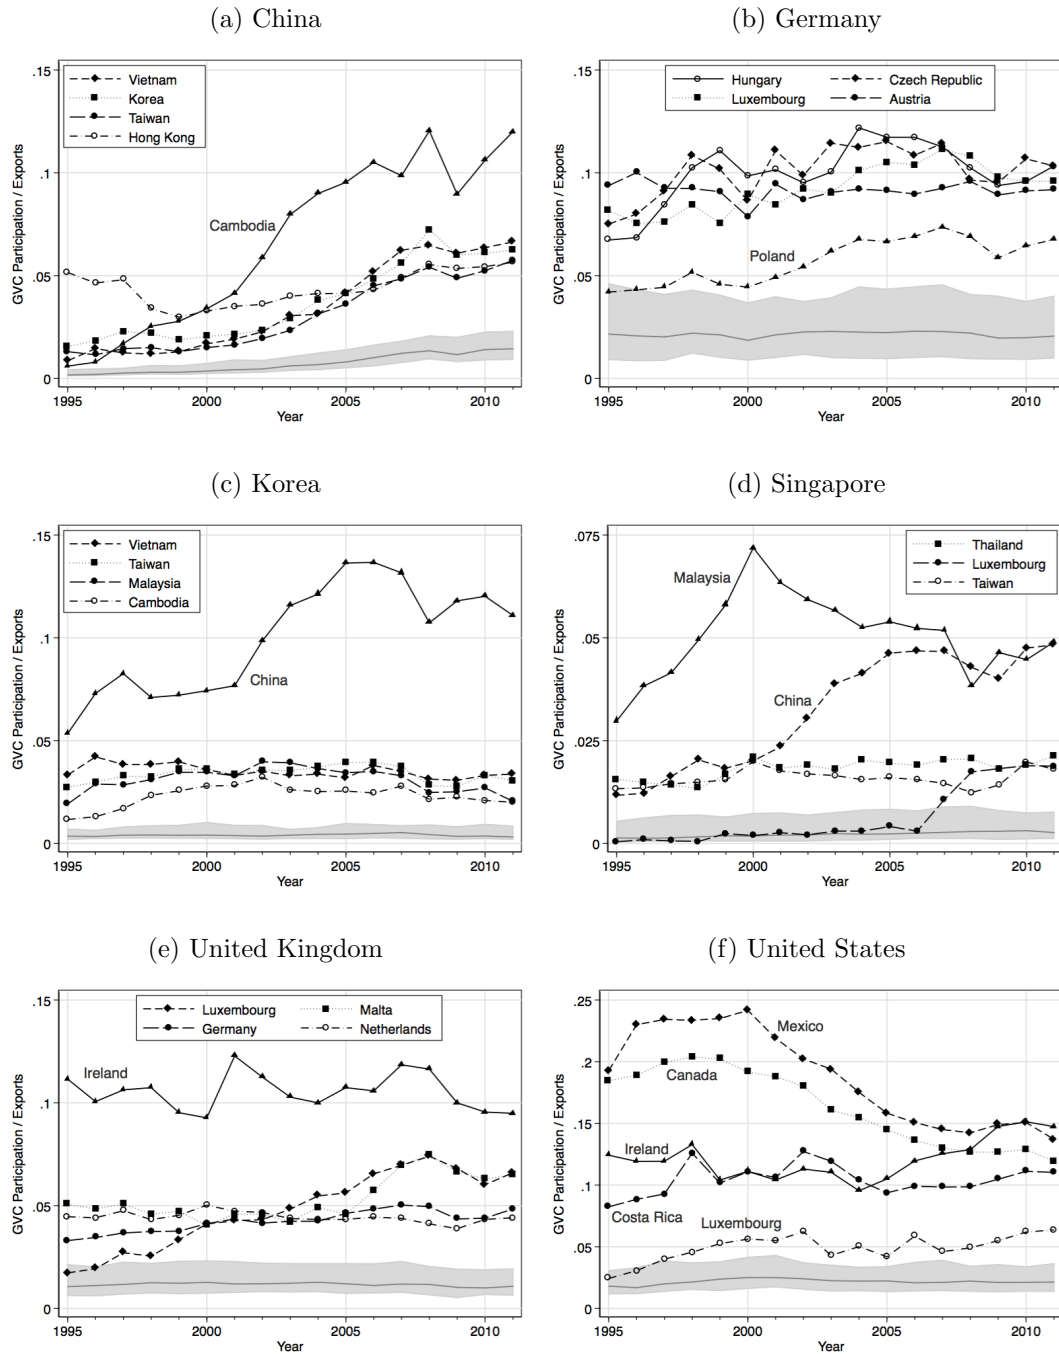 (a) China
GVC Participation / Exports
.15
.1
.05
0
Vietnam
Korea
Taiwan
Hong Kong
Cambodia
1995 2000 2005 2010
Year
(b) Germany
GVC Participation / Exports
.15
.1
.05
0
Hungary Czech Republic
Luxembourg Austria
Poland
1995 2000 2005 2010
Year
(c) Korea
GVC Participation / Exports
.15
.1
.05
0
Vietnam
Taiwan
Malaysia
Cambodia
China
1995 2000 2005 2010
Year
(d) Singapore
GVC Participation / Exports
.075
.05
.025
0
Thailand
Luxembourg
Taiwan
Malaysia
China
1995 2000 2005 2010
Year
(e) United Kingdom
GVC Participation / Exports
.15
.1
.05
0
Luxembourg Malta
Germany Netherlands
Ireland
1995 2000 2005 2010
Year
(f) United States
GVC Participation / Exports
.25
.2
.15
.1
.05
0
Mexico
Canada
Ireland
Costa Rica
Luxembourg
1995 2000 2005 2010
Year